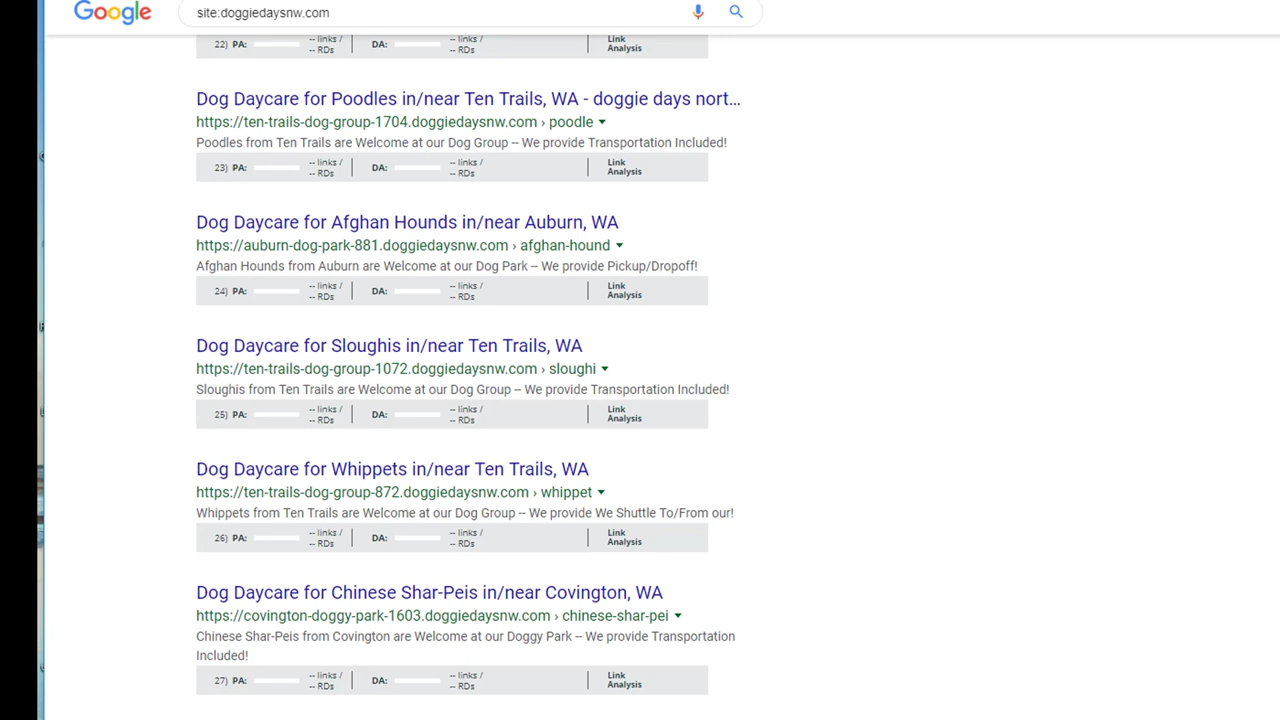 Google
site:doggiedaysnw.com
22) PA: -- links / -- RDs DA: -- links / -- RDs Link Analysis
Dog Daycare for Poodles in/near Ten Trails, WA - doggie days nort...
https://ten-trails-dog-group-1704.doggiedaysnw.com › poodle
Poodles from Ten Trails are Welcome at our Dog Group -- We provide Transportation Included!
23) PA: -- links / -- RDs DA: -- links / -- RDs Link Analysis
Dog Daycare for Afghan Hounds in/near Auburn, WA
https://auburn-dog-park-881.doggiedaysnw.com › afghan-hound
Afghan Hounds from Auburn are Welcome at our Dog Park -- We provide Pickup/Dropoff!
24) PA: -- links / -- RDs DA: -- links / -- RDs Link Analysis
Dog Daycare for Sloughis in/near Ten Trails, WA
https://ten-trails-dog-group-1072.doggiedaysnw.com › sloughi
Sloughis from Ten Trails are Welcome at our Dog Group -- We provide Transportation Included!
25) PA: -- links / -- RDs DA: -- links / -- RDs Link Analysis
Dog Daycare for Whippets in/near Ten Trails, WA
https://ten-trails-dog-group-872.doggiedaysnw.com › whippet
Whippets from Ten Trails are Welcome at our Dog Group -- We provide We Shuttle To/From our!
26) PA: -- links / -- RDs DA: -- links / -- RDs Link Analysis
Dog Daycare for Chinese Shar-Peis in/near Covington, WA
https://covington-doggy-park-1603.doggiedaysnw.com › chinese-shar-pei
Chinese Shar-Peis from Covington are Welcome at our Doggy Park -- We provide Transportation
Included!
27) PA: -- links / -- RDs DA: -- links / -- RDs Link Analysis